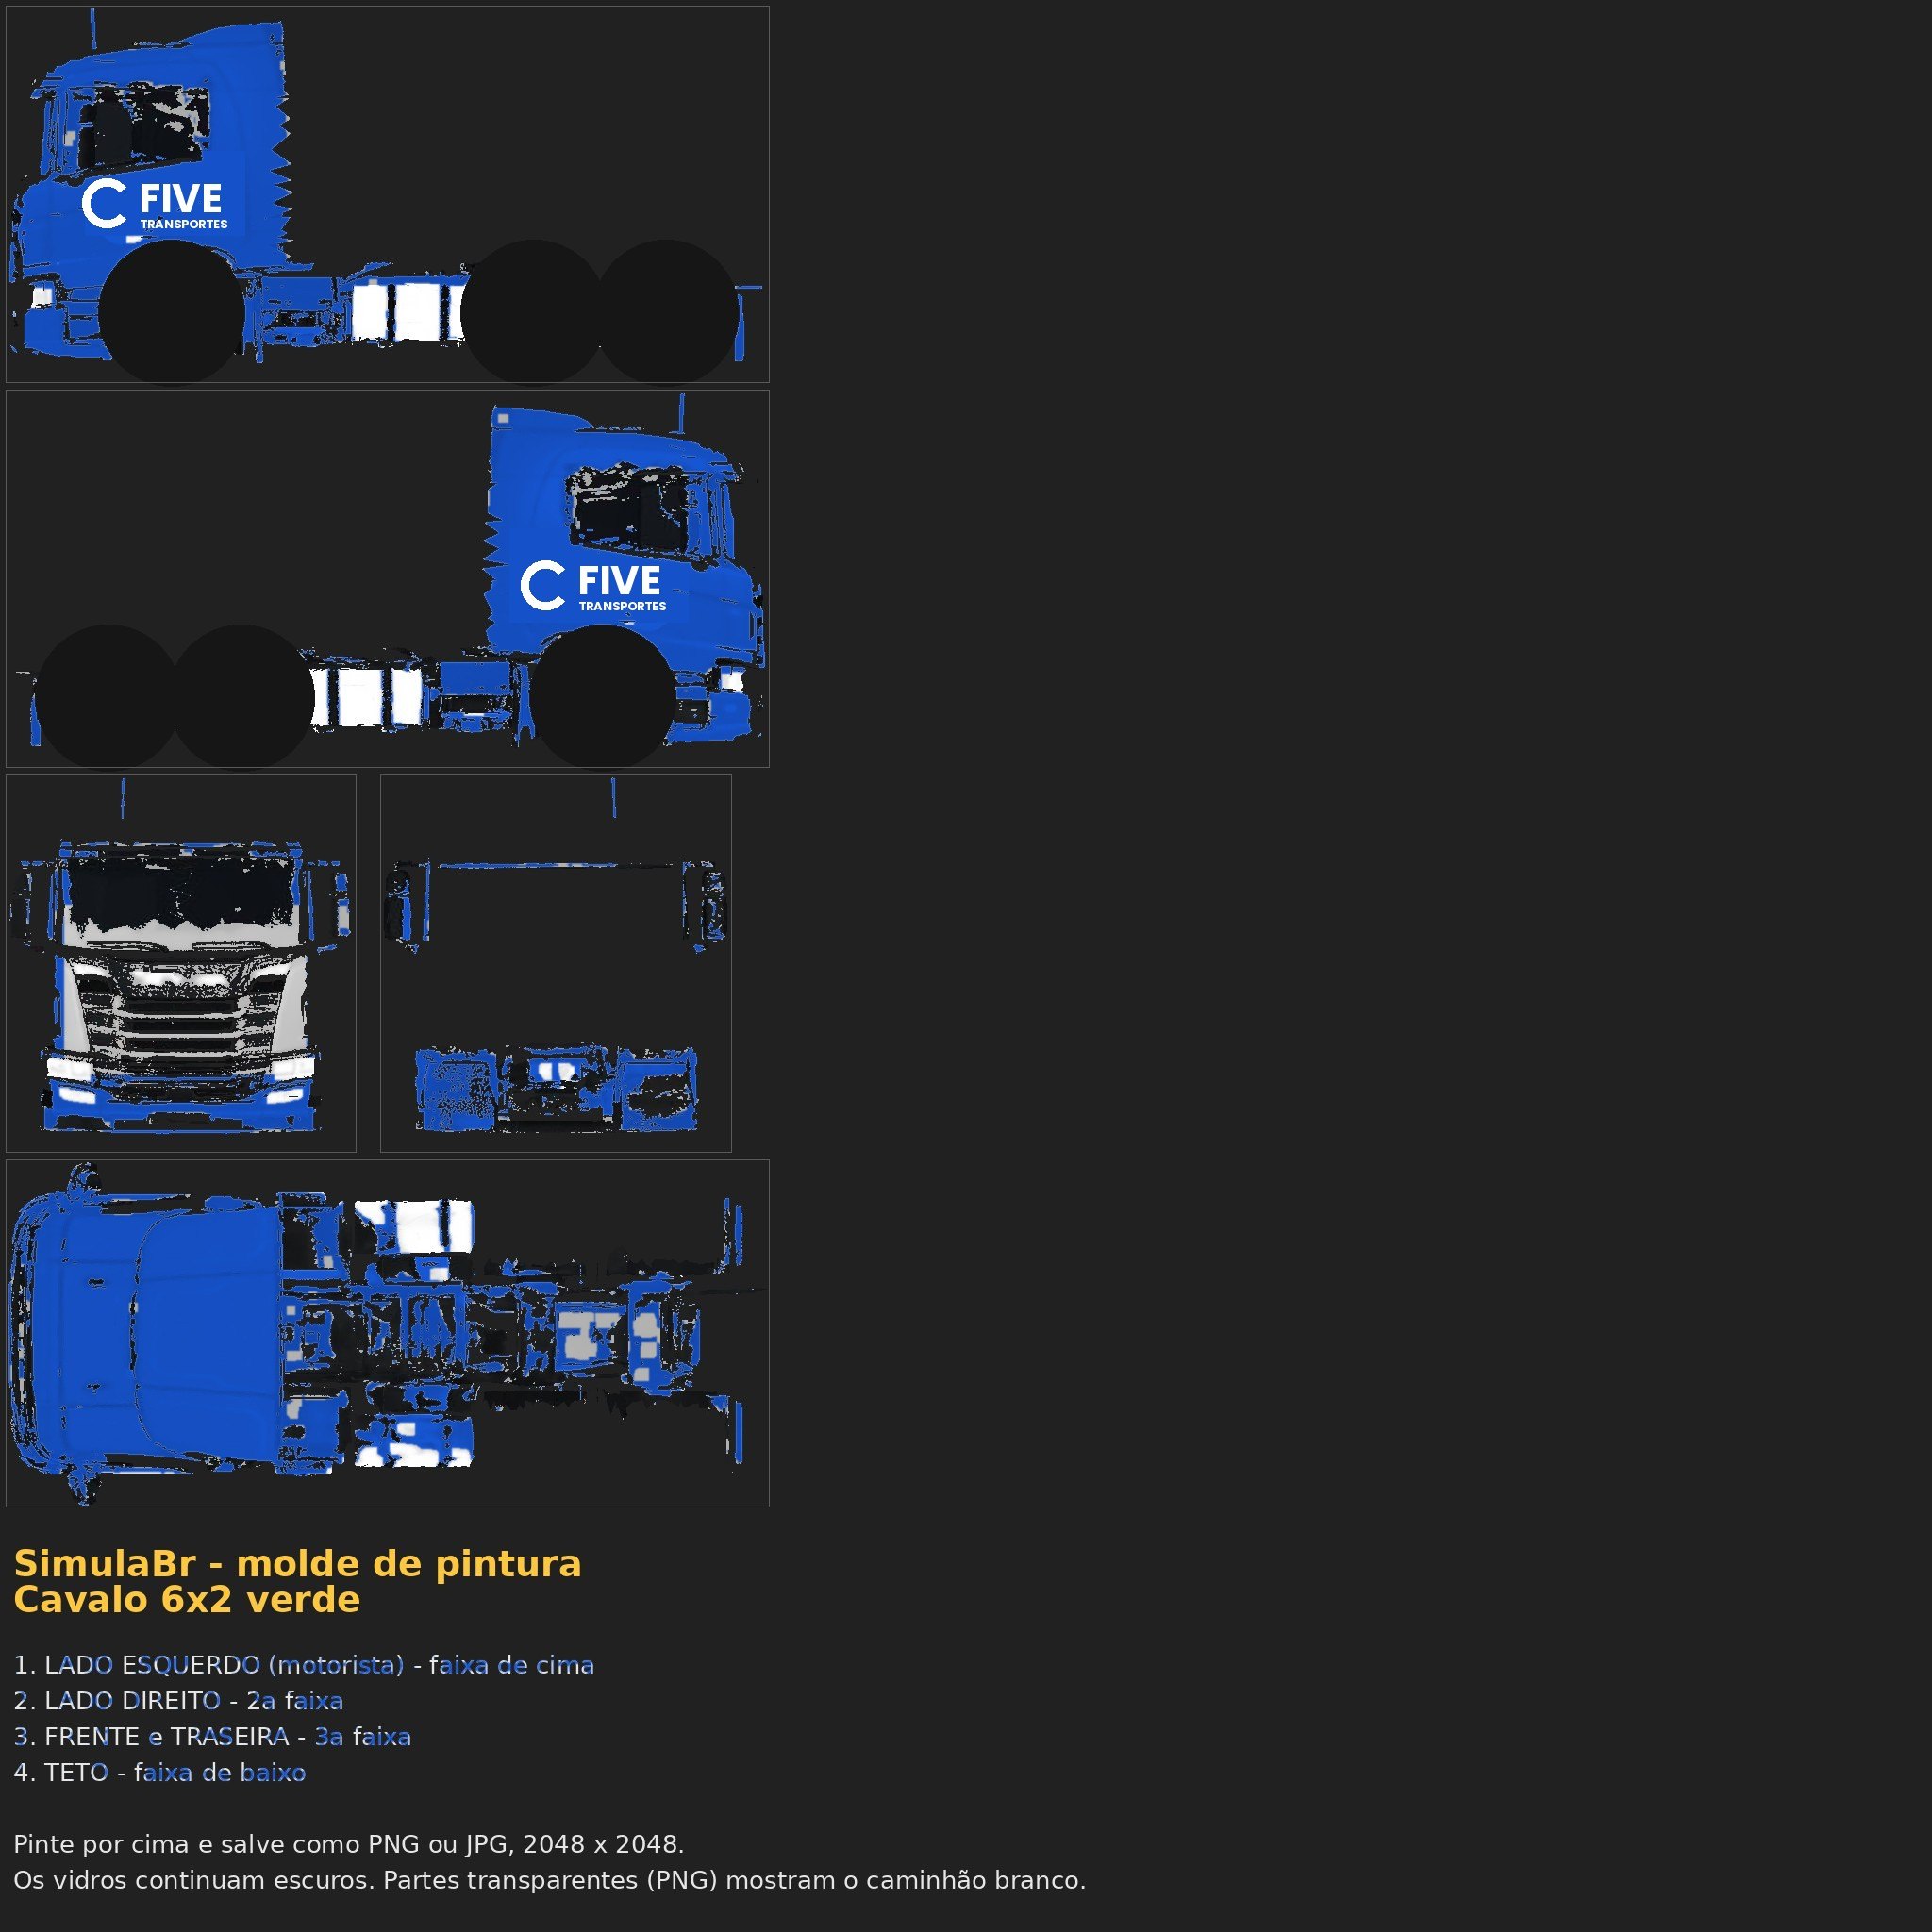 FIVE
TRANSPORTES
FIVE
TRANSPORTES
SimulaBr - molde de pintura
Cavalo 6x2 verde
1. LADO ESQUERDO (motorista) - faixa de cima
2. LADO DIREITO - 2a faixa
3. FRENTE e TRASEIRA - 3a faixa
4. TETO - faixa de baixo
Pinte por cima e salve como PNG ou JPG, 2048 x 2048.
Os vidros continuam escuros. Partes transparentes (PNG) mostram o caminhão branco.